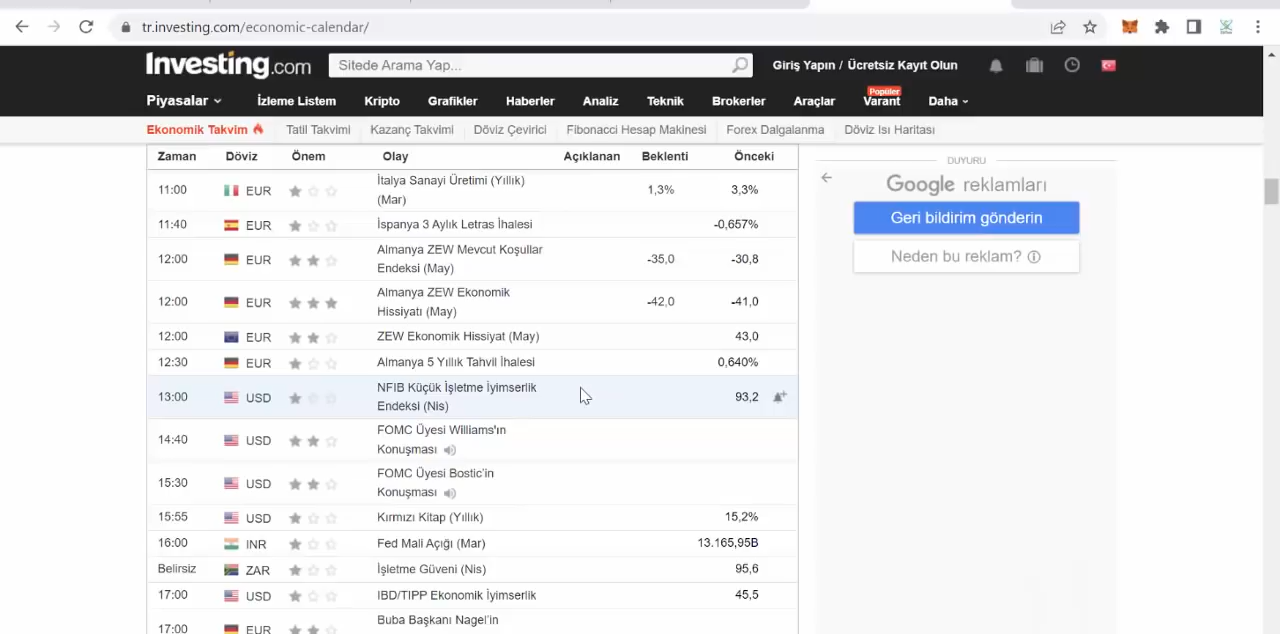 tr.investing.com/economic-calendar/
Investing.com Sitede Arama Yap... Giriş Yapın / Ücretsiz Kayıt Olun
Popüler
Piyasalar İzleme Listem Kripto Grafikler Haberler Analiz Teknik Brokerler Araçlar Varant Daha
Ekonomik Takvim Tatil Takvimi Kazanç Takvimi Döviz Çevirici Fibonacci Hesap Makinesi Forex Dalgalanma Döviz Isı Haritası
Zaman Döviz Önem Olay Açıklanan Beklenti Önceki
11:00 EUR İtalya Sanayi Üretimi (Yıllık) (Mar) 1,3% 3,3%
11:40 EUR İspanya 3 Aylık Letras İhalesi -0,657%
12:00 EUR Almanya ZEW Mevcut Koşullar Endeksi (May) -35,0 -30,8
12:00 EUR Almanya ZEW Ekonomik Hissiyatı (May) -42,0 -41,0
12:00 EUR ZEW Ekonomik Hissiyat (May) 43,0
12:30 EUR Almanya 5 Yıllık Tahvil İhalesi 0,640%
13:00 USD NFIB Küçük İşletme İyimserlik Endeksi (Nis) 93,2
14:40 USD FOMC Üyesi Williams'ın Konuşması
15:30 USD FOMC Üyesi Bostic'in Konuşması
15:55 USD Kırmızı Kitap (Yıllık) 15,2%
16:00 INR Fed Mali Açığı (Mar) 13.165,95B
Belirsiz ZAR İşletme Güveni (Nis) 95,6
17:00 USD IBD/TIPP Ekonomik İyimserlik 45,5
17:00 EUR Buba Başkanı Nagel'in
DUYURU
Google reklamları
Geri bildirim gönderin
Neden bu reklam?